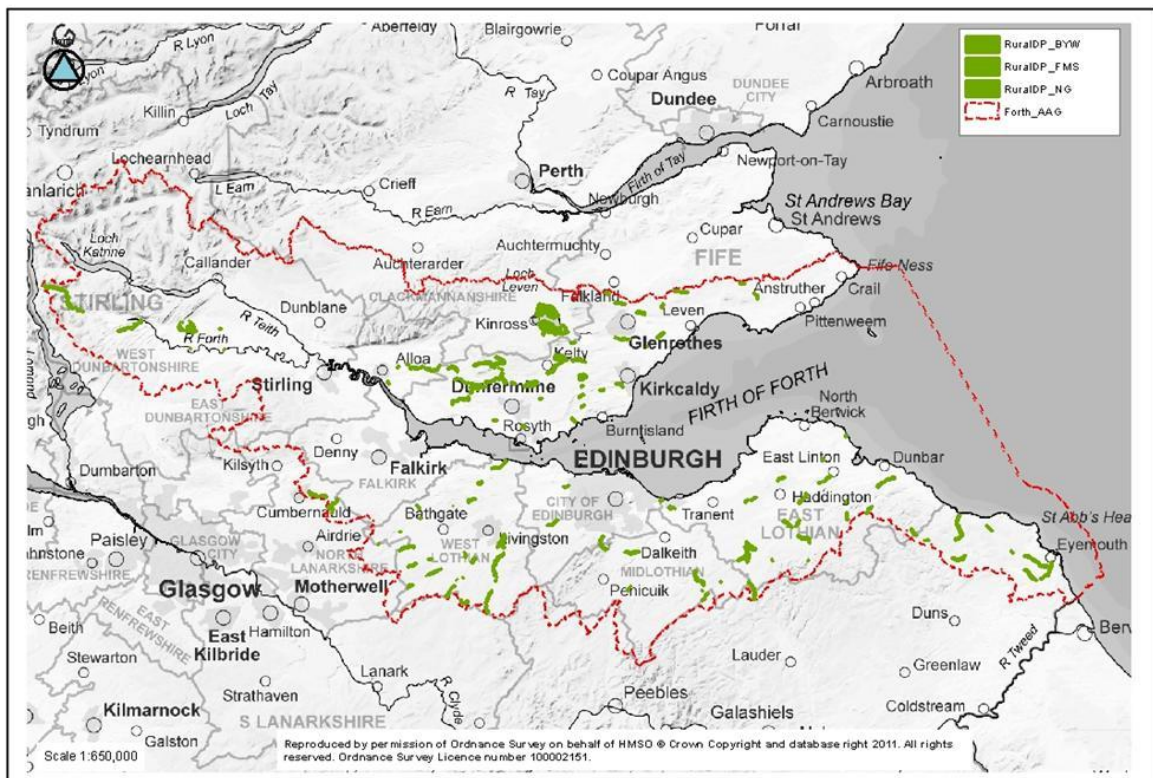 Aberfeldy
Blairgowrie
Forfar
R Lyon
Coupar Angus
Arbroath
Loch Tay
R Tay
Dundee
DUNDEE
CITY
Killin
Carnoustie
Tyndrum
Lochearnhead
Newport-on-Tay
Firth of Tay
anlarich
L Earn
Crieff
Perth
Newburgh
St Andrews Bay
St Andrews
R Earn
Loch
Katrine
Auchtermuchty
Cupar
FIFE
Callander
Auchterarder
Loch
Leven
Fife Ness
CLACKMANNANSHIRE
Falkland
Anstruther
Crail
STIRLING
Dunblane
Kinross
Leven
Pittenweem
R Teith
R Forth
Glenrothes
WEST
DUNBARTONSHIRE
Alloa
Kelty
Stirling
Dunfermline
Kirkcaldy
Lomond
EAST
DUNBARTONSHIRE
FIRTH OF FORTH
North
Berwick
Rosyth
Burntisland
Denny
Falkirk
EDINBURGH
Dumbarton
Kilsyth
FALKIRK
East Linton
Dunbar
Cumbernauld
CITY OF
EDINBURGH
Haddington
Bathgate
Tranent
EAST
LOTHIAN
St Abb's Hea
Airdrie
WEST
LOTHIAN
Livingston
Paisley
GLASGOW
CITY
Dalkeith
Eyemouth
ohnstone
NORTH
LANARKSHIRE
MIDLOTHIAN
RENFREWSHIRE
Glasgow
Motherwell
Penicuik
EAST
RENFREWSHIRE
Duns
Berv
Beith
Hamilton
East
Kilbride
R Tweed
Stewarton
Lanark
Lauder
Greenlaw
Strathaven
Clyde
Peebles
Kilmarnock
Galashiels
Coldstream
S LANARKSHIRE
Galston
RuralDP_BYW
RuralDP_FMS
RuralDP_NG
Forth_AAG
Scale 1:650,000
Reproduced by permission of Ordnance Survey on behalf of HMSO © Crown Copyright and database right 2011. All rights
reserved. Ordnance Survey Licence number 100002151.